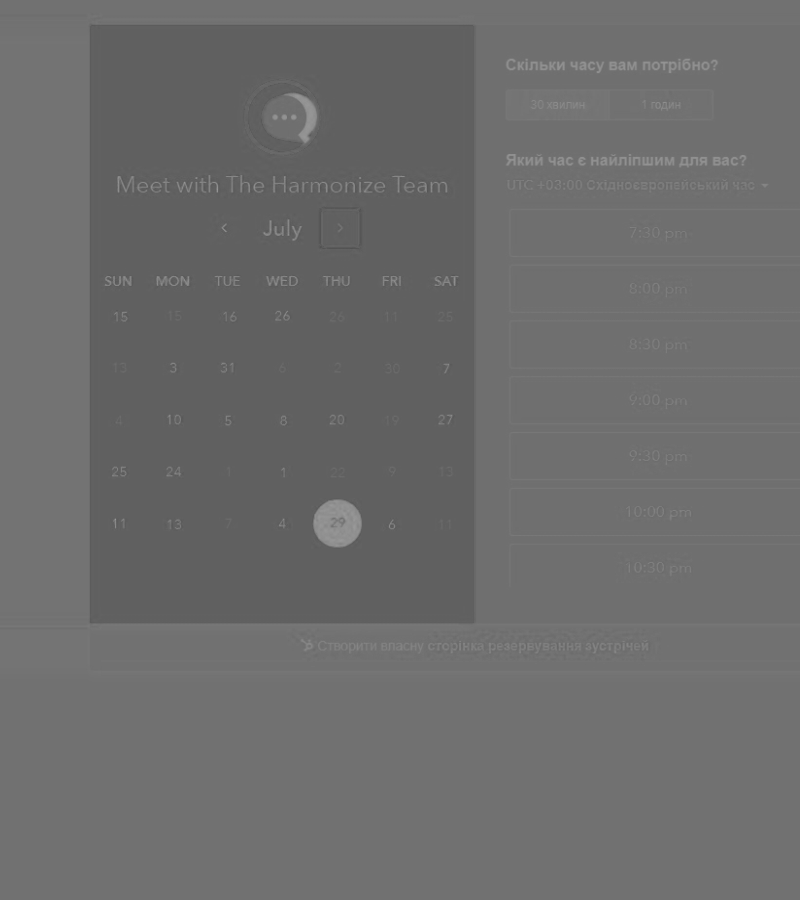 Meet with The Harmonize Team
July
SUN MON TUE WED THU FRI SAT
15 15 16 26 26 11 25
13 3 31 6 2 30 7
4 10 5 8 20 19 27
25 24 1 1 22 9 13
11 13 7 4 29 6 11
Скільки часу вам потрібно?
30 хвилин 1 годин
Який час є найліпшим для вас?
UTC +03:00 Східноєвропейський час
7:30 pm
8:00 pm
8:30 pm
9:00 pm
9:30 pm
10:00 pm
10:30 pm
Створити власну сторінка резервування зустрічей